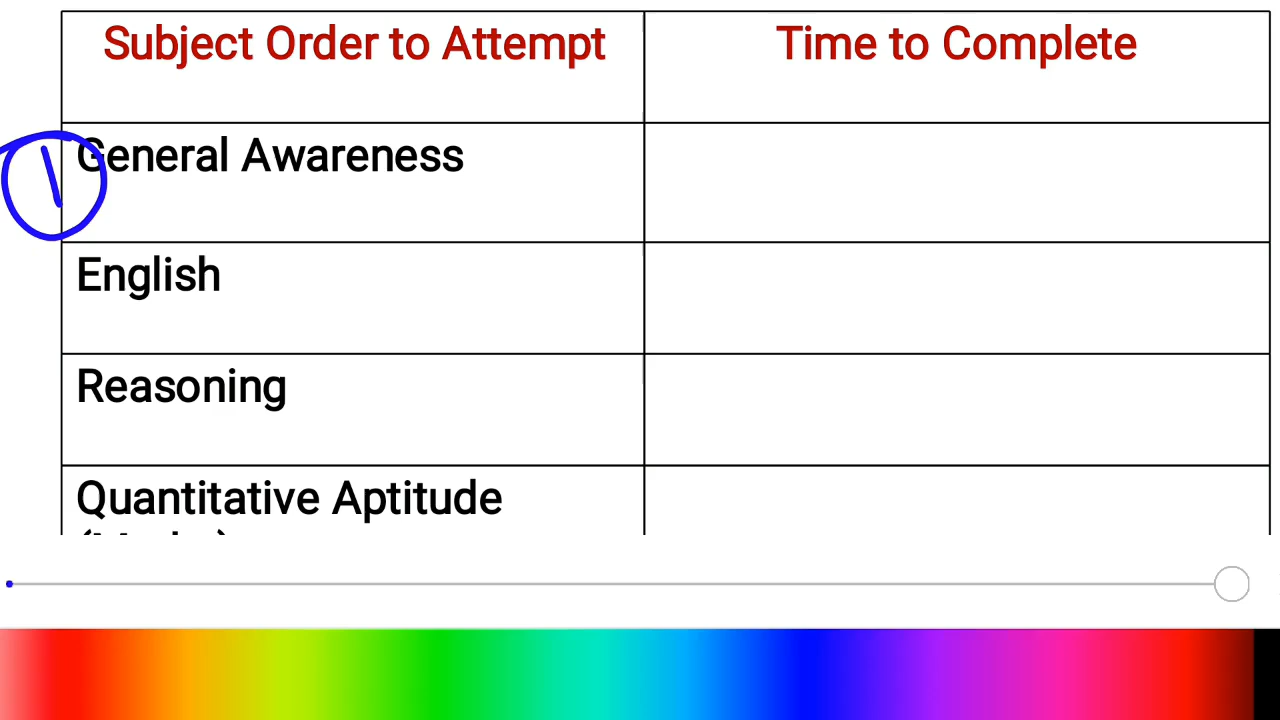 Subject Order to Attempt
Time to Complete
1
General Awareness
English
Reasoning
Quantitative Aptitude